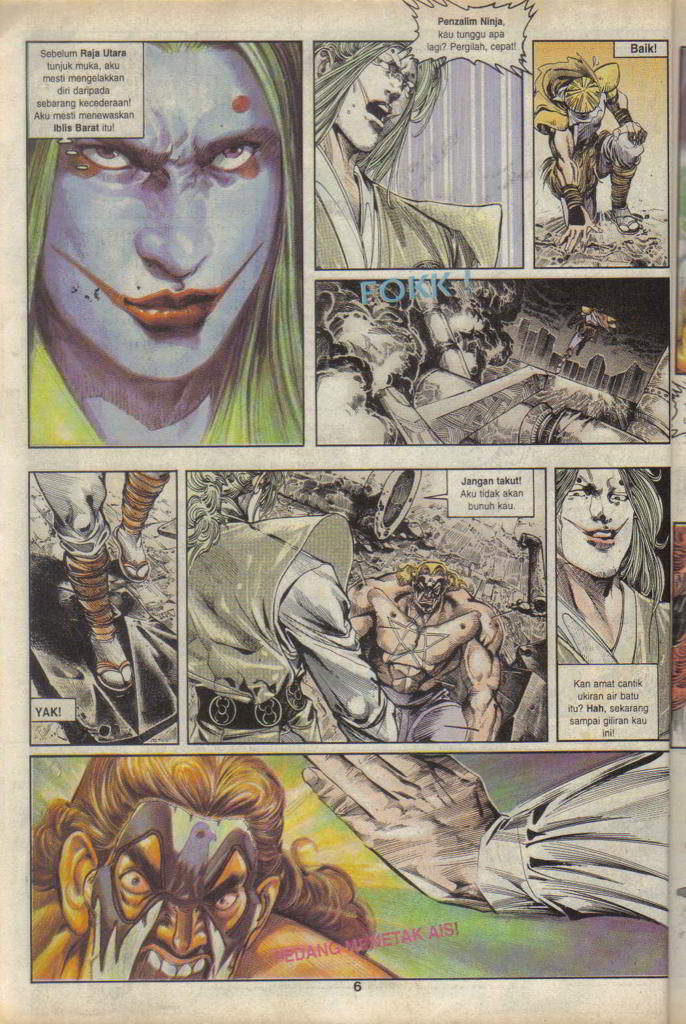 Sebelum Raja Utara
tunjuk muka, aku
mesti mengelakkan
diri daripada
sebarang kecederaan!
Aku mesti menewaskan
Iblis Barat itu!
Penzalim Ninja,
kau tunggu apa
lagi? Pergilah, cepat!
Baik!
POKK !
YAK!
Jangan takut!
Aku tidak akan
bunuh kau.
Kan amat cantik
ukiran air batu
itu? Hah, sekarang
sampai giliran kau
ini!
PEDANG MENETAK AIS!
6